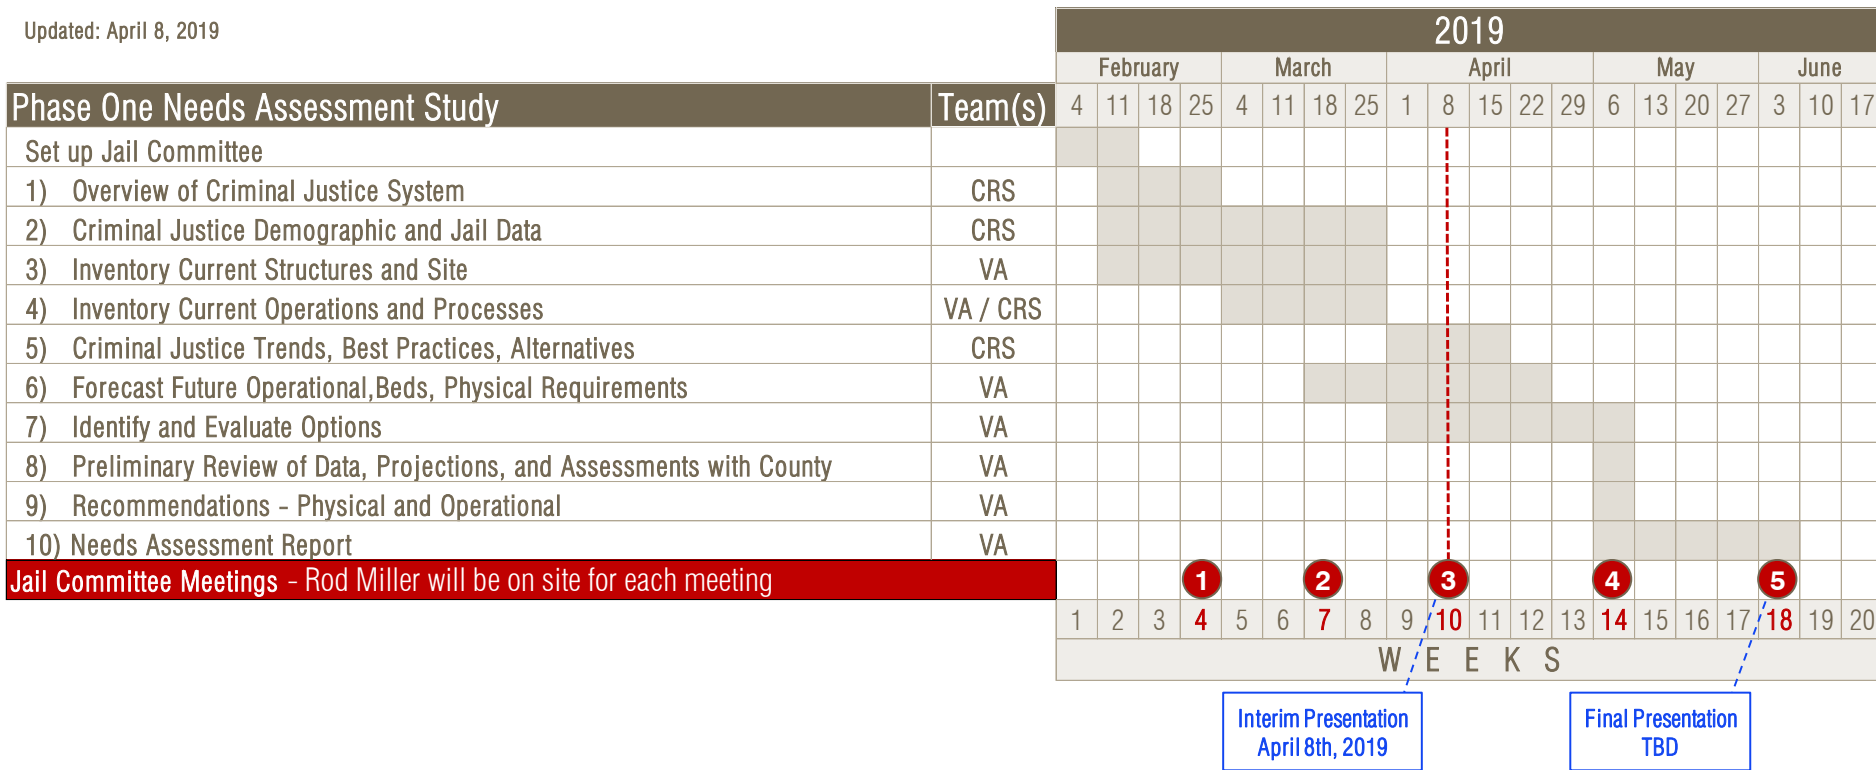 Updated: April 8, 2019
2019
February March April May June
Phase One Needs Assessment Study Team(s) 4 11 18 25 4 11 18 25 1 8 15 22 29 6 13 20 27 3 10 17
Set up Jail Committee
1) Overview of Criminal Justice System CRS
2) Criminal Justice Demographic and Jail Data CRS
3) Inventory Current Structures and Site VA
4) Inventory Current Operations and Processes VA / CRS
5) Criminal Justice Trends, Best Practices, Alternatives CRS
6) Forecast Future Operational,Beds, Physical Requirements VA
7) Identify and Evaluate Options VA
8) Preliminary Review of Data, Projections, and Assessments with County VA
9) Recommendations - Physical and Operational VA
10) Needs Assessment Report VA
Jail Committee Meetings - Rod Miller will be on site for each meeting 1 2 3 4 5
1 2 3 4 5 6 7 8 9 10 11 12 13 14 15 16 17 18 19 20
W E E K S
Interim Presentation
April 8th, 2019
Final Presentation
TBD